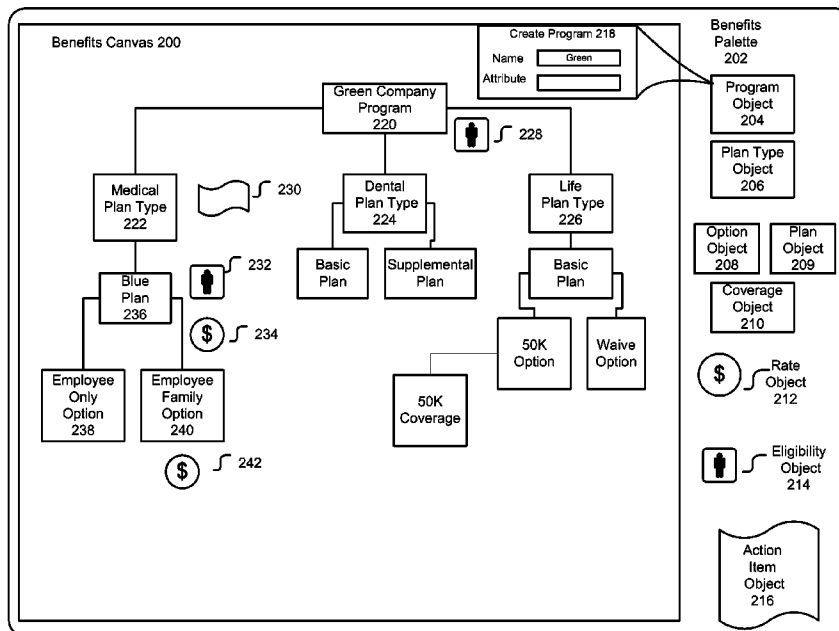 Benefits Canvas 200
Create Program 218
Name
Green
Attribute
Benefits
Palette
202
Program
Object
204
Plan Type
Object
206
Option
Object
208
Plan
Object
209
Coverage
Object
210
$
Rate
Object
212
Eligibility
Object
214
Action
Item
Object
216
Green Company
Program
220
228
Medical
Plan Type
222
230
Dental
Plan Type
224
Life
Plan Type
226
Blue
Plan
236
232
$
234
Basic
Plan
Supplemental
Plan
Basic
Plan
50K
Option
Waive
Option
50K
Coverage
Employee
Only
Option
238
Employee
Family
Option
240
$
242